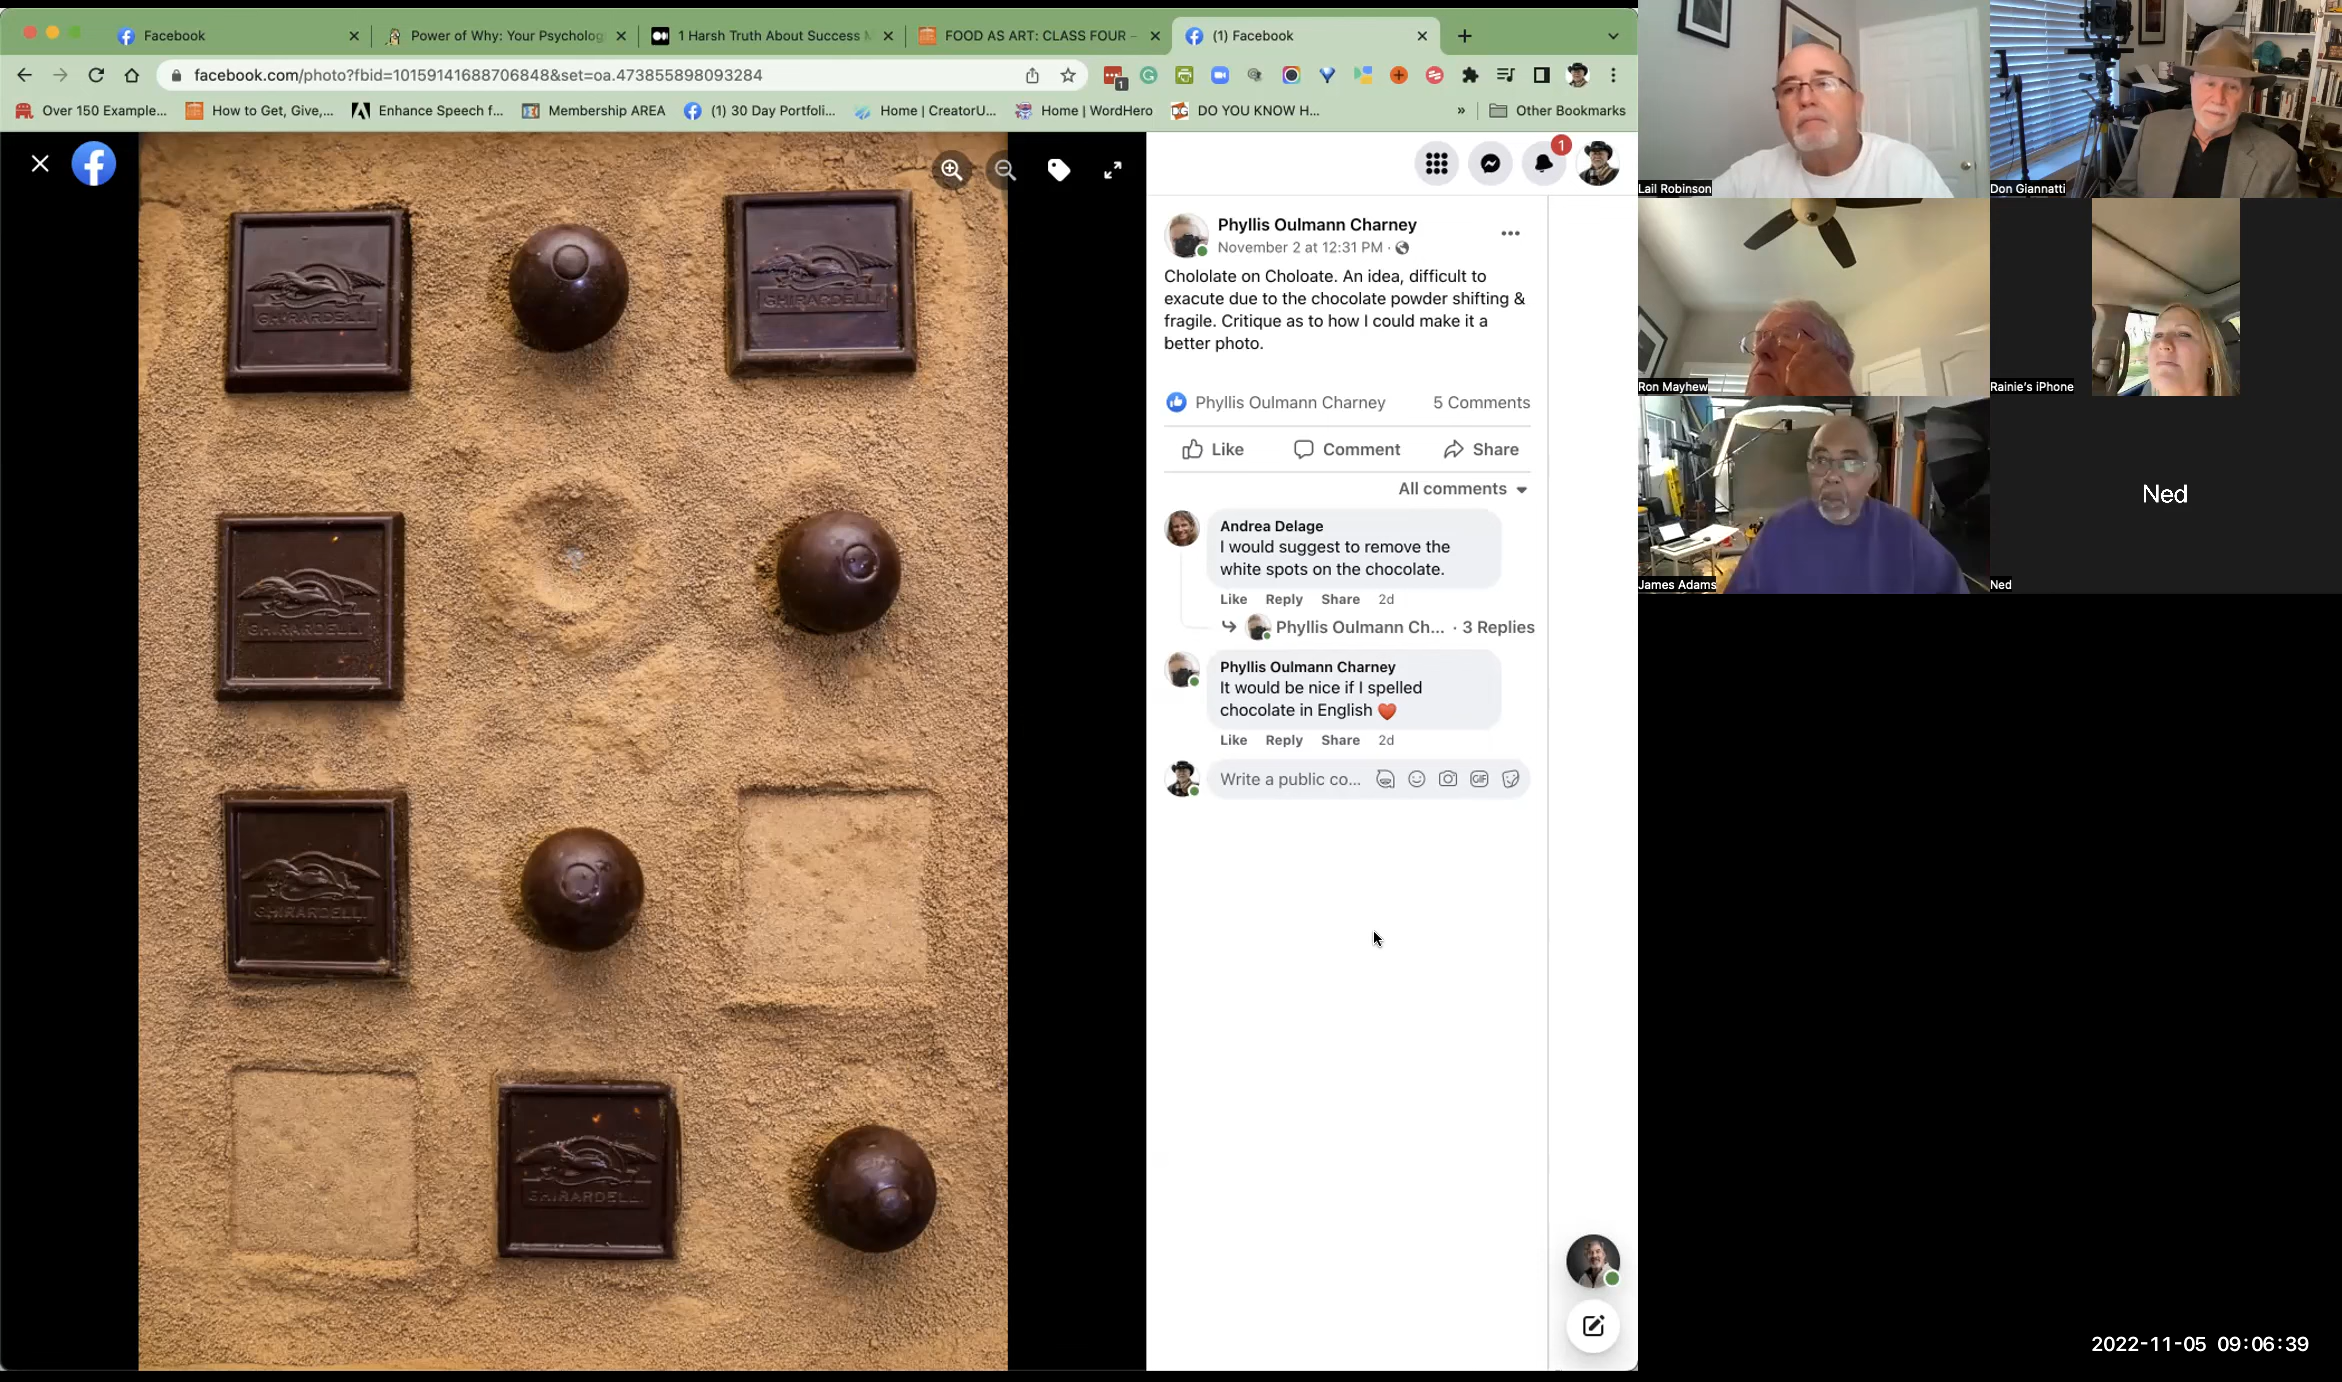 Facebook
Power of Why: Your Psycholog
1 Harsh Truth About Success M
FOOD AS ART: CLASS FOUR –
(1) Facebook
facebook.com/photo?fbid=10159141688706848&set=oa.473855898093284
1
Over 150 Example...
How to Get, Give,...
Enhance Speech f...
Membership AREA
(1) 30 Day Portfoli...
Home | CreatorU...
Home | WordHero
DO YOU KNOW H...
»
Other Bookmarks
1
GHIRARDELLI
GHIRARDELLI
GHIRARDELLI
GHIRARDELLI
GHIRARDELLI
Phyllis Oulmann Charney
November 2 at 12:31 PM ·
Chololate on Choloate. An idea, difficult to
exacute due to the chocolate powder shifting &
fragile. Critique as to how I could make it a
better photo.
Phyllis Oulmann Charney 5 Comments
Like Comment Share
All comments
Andrea Delage
I would suggest to remove the
white spots on the chocolate.
Like Reply Share 2d
Phyllis Oulmann Ch... · 3 Replies
Phyllis Oulmann Charney
It would be nice if I spelled
chocolate in English ❤️
Like Reply Share 2d
Write a public co...
GIF
Lail Robinson
Don Giannatti
Ron Mayhew
Rainie's iPhone
James Adams
Ned
Ned
2022-11-05 09:06:39